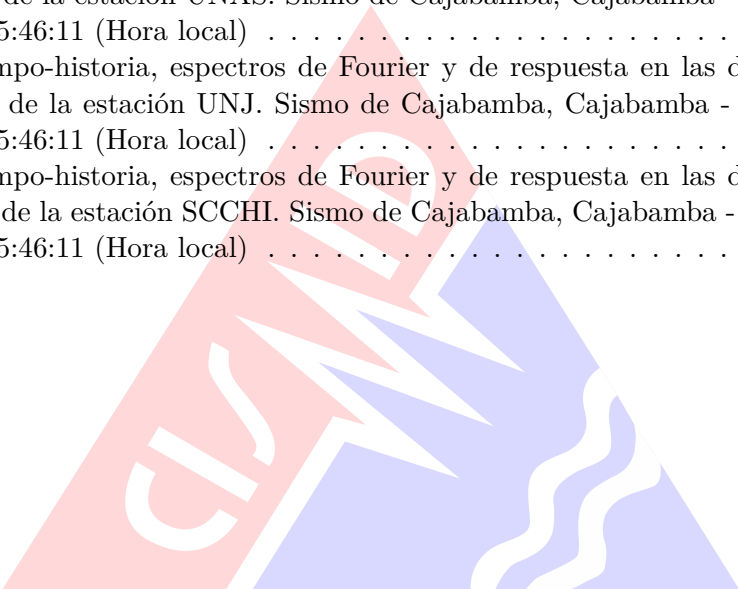 de la estación UNAS. Sismo de Cajabamba, Cajabamba -
5:46:11 (Hora local) . . . . . . . . . . . . . . . . . . . . .
mpo-historia, espectros de Fourier y de respuesta en las d
de la estación UNJ. Sismo de Cajabamba, Cajabamba -
5:46:11 (Hora local) . . . . . . . . . . . . . . . . . . . . .
mpo-historia, espectros de Fourier y de respuesta en las d
de la estación SCCHI. Sismo de Cajabamba, Cajabamba -
5:46:11 (Hora local) . . . . . . . . . . . . . . . . . . . . .
CISMID